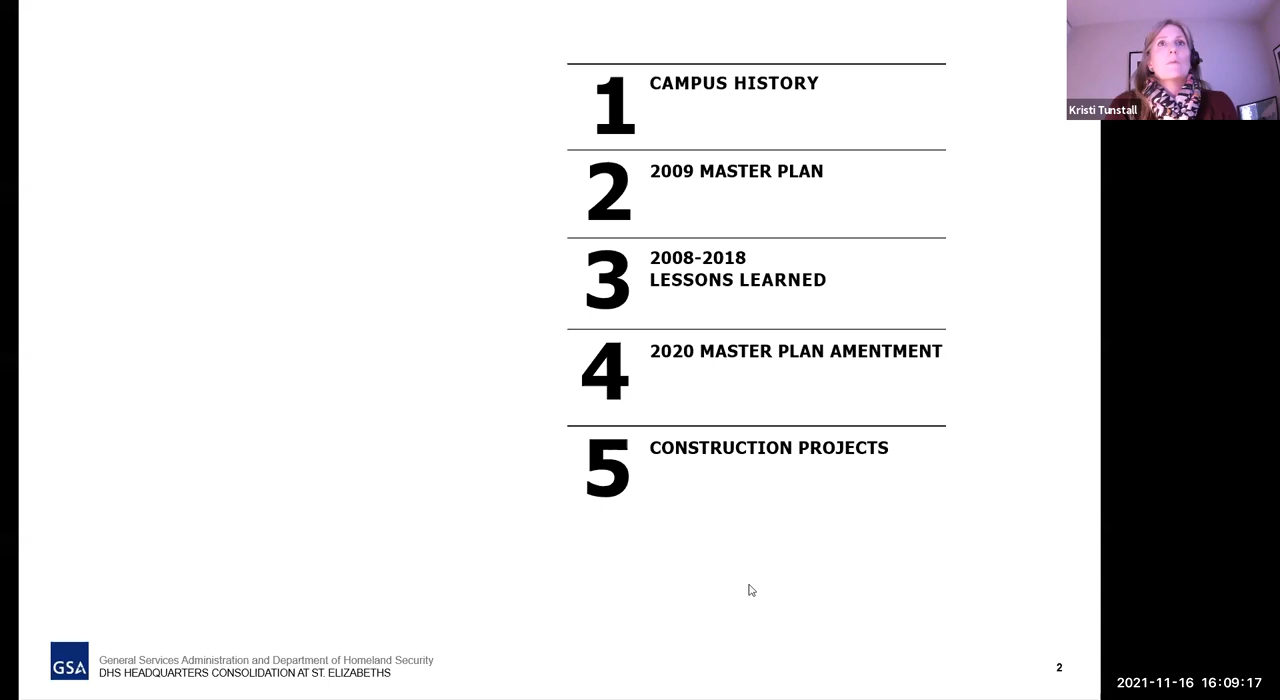 1 CAMPUS HISTORY
2 2009 MASTER PLAN
3 2008-2018
LESSONS LEARNED
4 2020 MASTER PLAN AMENTMENT
5 CONSTRUCTION PROJECTS
Kristi Tunstall
GSA
General Services Administration and Department of Homeland Security
DHS HEADQUARTERS CONSOLIDATION AT ST. ELIZABETHS
2
2021-11-16 16:09:17